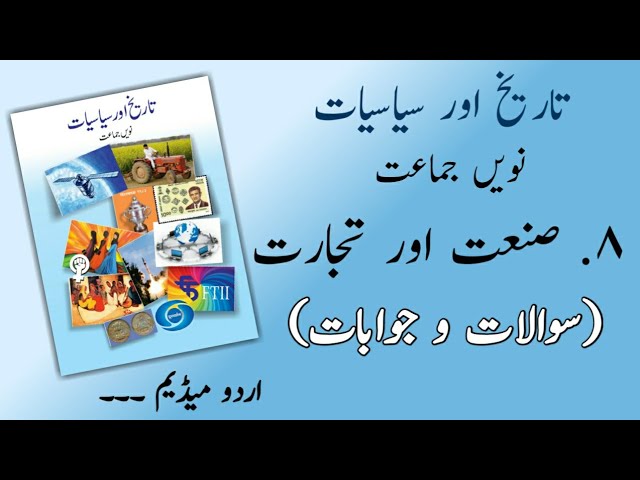 تاریخ اور سیاسیات
نویں جماعت
۸. صنعت اور تجارت
(سوالات و جوابات)
اردو میڈیم ---
تاریخ اور سیاسیات
نویں جماعت
FTII